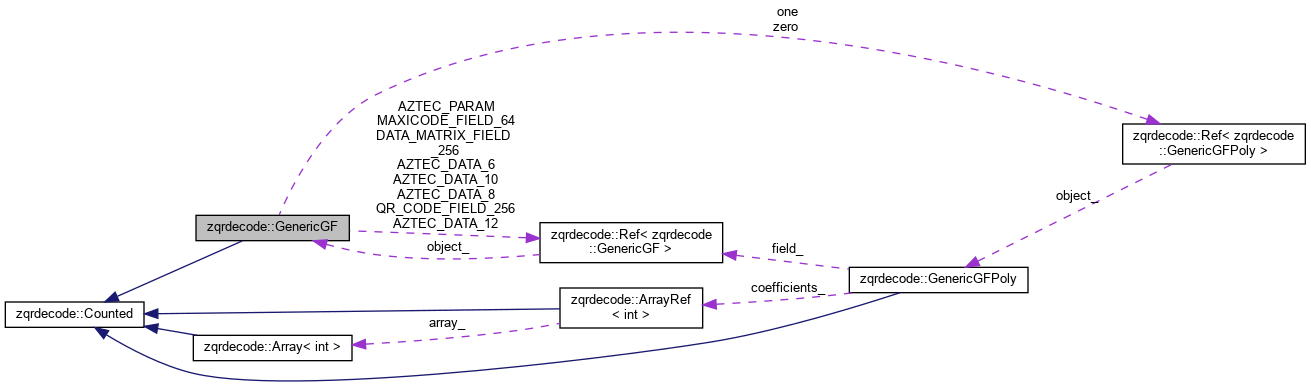 one
zero
AZTEC_PARAM
MAXICODE_FIELD_64
DATA_MATRIX_FIELD
_256
AZTEC_DATA_6
AZTEC_DATA_10
AZTEC_DATA_8
QR_CODE_FIELD_256
AZTEC_DATA_12
zqrdecode::Ref< zqrdecode
::GenericGFPoly >
object_
zqrdecode::GenericGF
zqrdecode::Ref< zqrdecode
::GenericGF >
object_
field_
zqrdecode::GenericGFPoly
coefficients_
zqrdecode::ArrayRef
< int >
zqrdecode::Counted
array_
zqrdecode::Array< int >